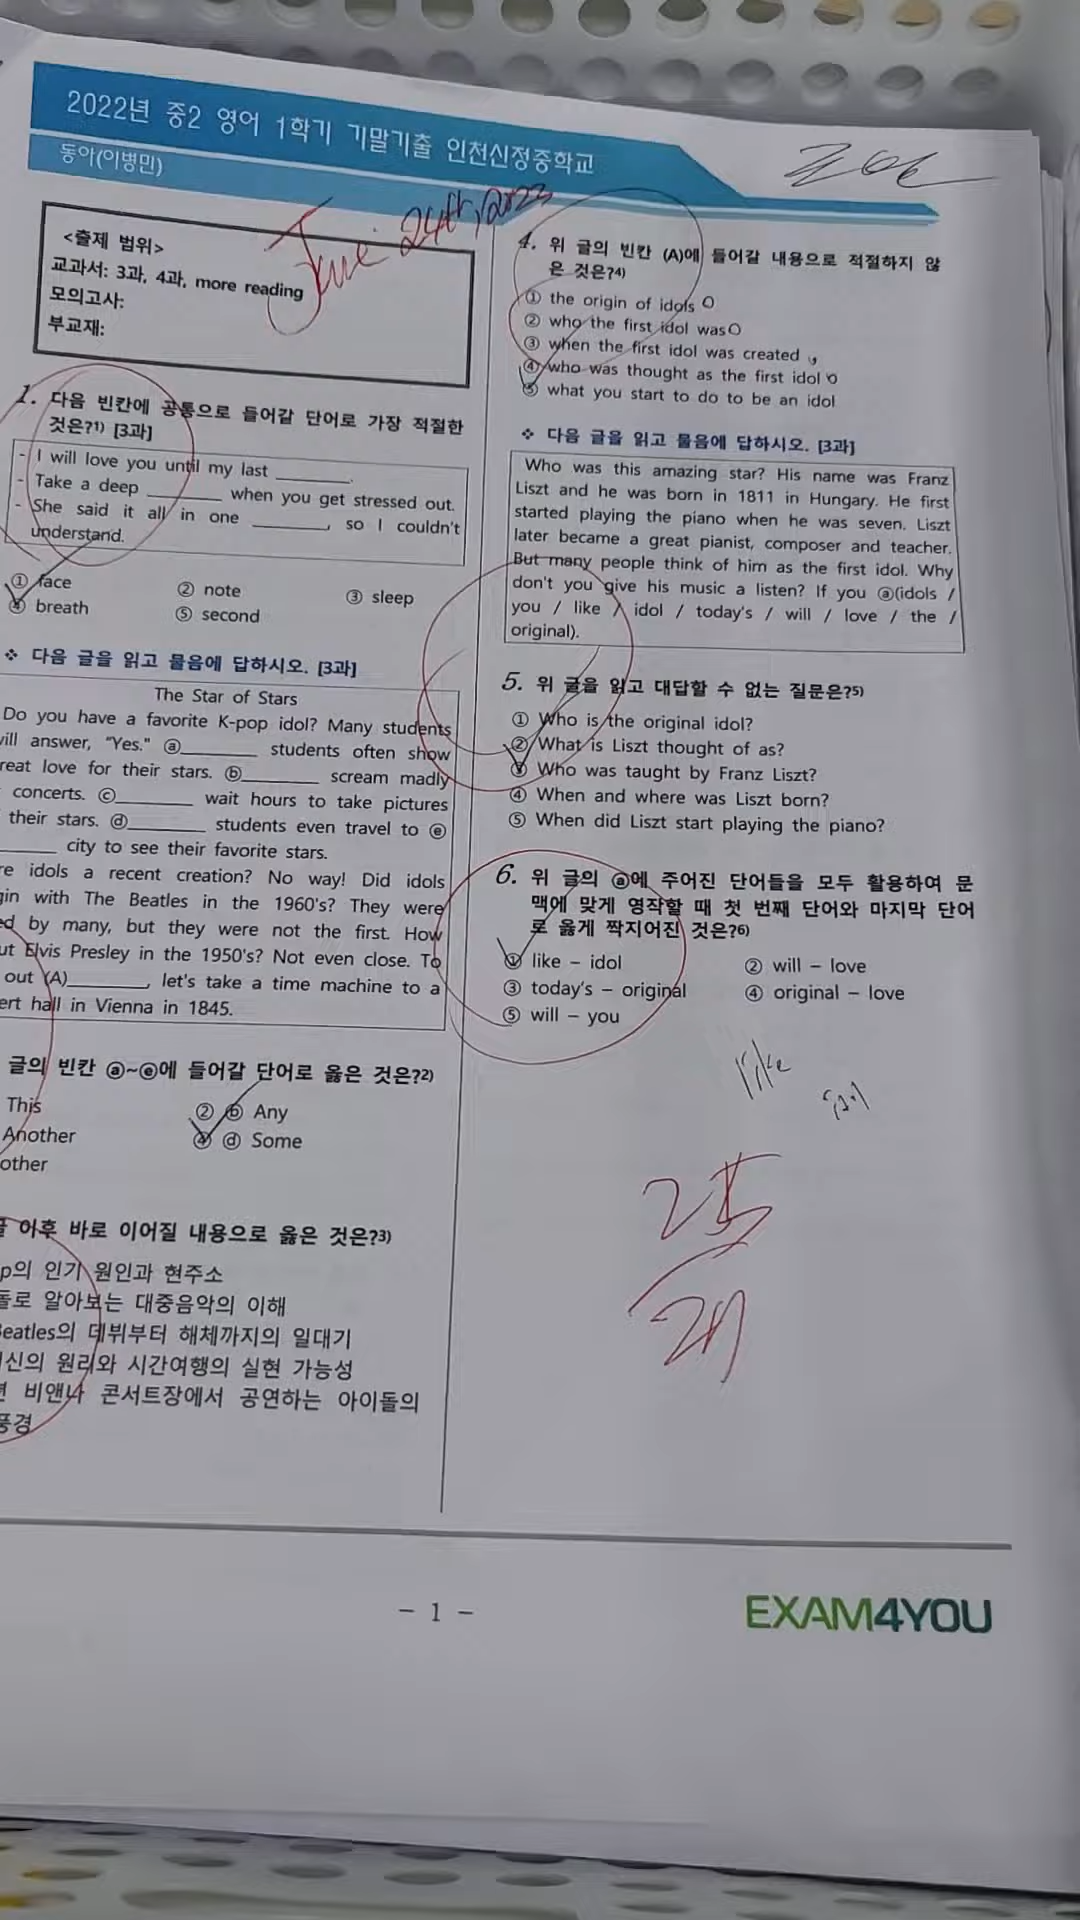 2022년 중2 영어 1학기 기말기출 인천신정중학교
동아(이병민)
June 24th, 2023
<출제 범위>
교과서: 3과, 4과, more reading
모의고사:
부교재:
1. 다음 빈칸에 공통으로 들어갈 단어로 가장 적절한
것은?1) [3과]
- I will love you until my last ________.
- Take a deep ________ when you get stressed out.
- She said it all in one ________, so I couldn't
understand.
① face ② note ③ sleep
④ breath ⑤ second
❖ 다음 글을 읽고 물음에 답하시오. [3과]
The Star of Stars
Do you have a favorite K-pop idol? Many students
will answer, "Yes." ⓐ________ students often show
great love for their stars. ⓑ________ scream madly
concerts. ⓒ________ wait hours to take pictures
their stars. ⓓ________ students even travel to ⓔ
________ city to see their favorite stars.
re idols a recent creation? No way! Did idols
gin with The Beatles in the 1960's? They were
ed by many, but they were not the first. How
ut Elvis Presley in the 1950's? Not even close. To
out (A)________, let's take a time machine to a
ert hall in Vienna in 1845.
글의 빈칸 ⓐ~ⓔ에 들어갈 단어로 옳은 것은?2)
This ② ⓑ Any
Another ④ ⓓ Some
other
글 이후 바로 이어질 내용으로 옳은 것은?3)
p의 인기 원인과 현주소
돌로 알아보는 대중음악의 이해
Beatles의 데뷔부터 해체까지의 일대기
신의 원리와 시간여행의 실현 가능성
비앤나 콘서트장에서 공연하는 아이돌의
풍경
4. 위 글의 빈칸 (A)에 들어갈 내용으로 적절하지 않
은 것은?4)
① the origin of idols
② who the first idol was
③ when the first idol was created
④ who was thought as the first idol
⑤ what you start to do to be an idol
❖ 다음 글을 읽고 물음에 답하시오. [3과]
Who was this amazing star? His name was Franz
Liszt and he was born in 1811 in Hungary. He first
started playing the piano when he was seven. Liszt
later became a great pianist, composer and teacher.
But many people think of him as the first idol. Why
don't you give his music a listen? If you ⓐ(idols /
you / like / idol / today's / will / love / the /
original).
5. 위 글을 읽고 대답할 수 없는 질문은?5)
① Who is the original idol?
② What is Liszt thought of as?
③ Who was taught by Franz Liszt?
④ When and where was Liszt born?
⑤ When did Liszt start playing the piano?
6. 위 글의 ⓐ에 주어진 단어들을 모두 활용하여 문
맥에 맞게 영작할 때 첫 번째 단어와 마지막 단어
로 옳게 짝지어진 것은?6)
① like – idol ② will – love
③ today's – original ④ original – love
⑤ will – you
like
25
- 1 -
EXAM4YOU